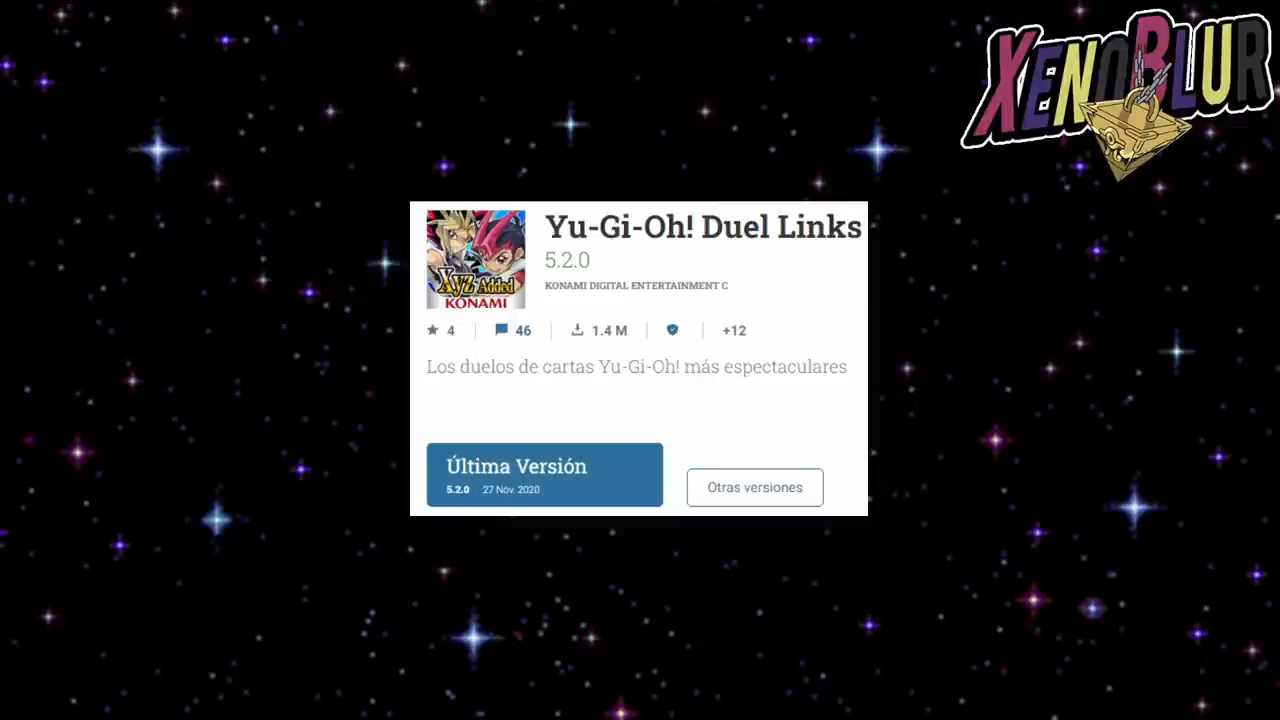 XENOBLUR
Yu-Gi-Oh! Duel Links
5.2.0
KONAMI DIGITAL ENTERTAINMENT C
Xyz Added
KONAMI
4 46 1.4 M +12
Los duelos de cartas Yu-Gi-Oh! más espectaculares
Última Versión
5.2.0 27 Nov. 2020
Otras versiones